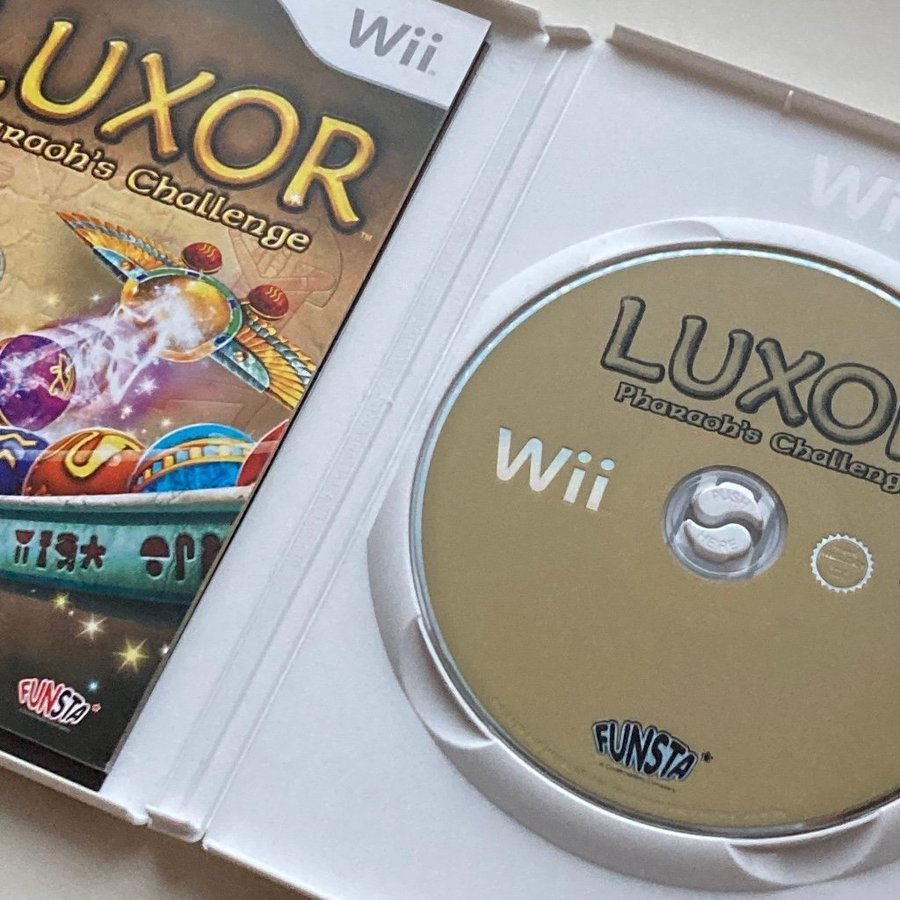 Wii
LUXOR
Pharaoh's Challenge
FUNSTA
Wii
LUXOR
Pharaoh's Challenge
Wii
PUSH
HERE
FUNSTA